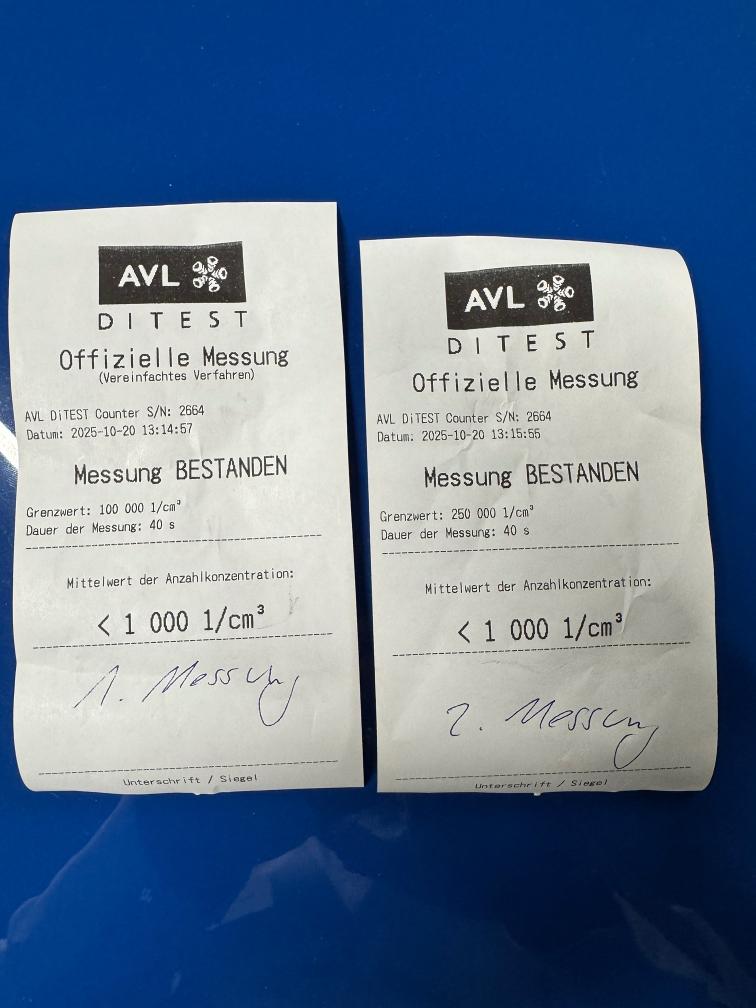 AVL
DITEST
Offizielle Messung
(Vereinfachtes Verfahren)
AVL DiTEST Counter S/N: 2664
Datum: 2025-10-20 13:14:57
Messung BESTANDEN
Grenzwert: 100 000 1/cm³
Dauer der Messung: 40 s
Mittelwert der Anzahlkonzentration:
< 1 000 1/cm³
1. Messung
Unterschrift / Siegel
AVL
DITEST
Offizielle Messung
AVL DiTEST Counter S/N: 2664
Datum: 2025-10-20 13:15:55
Messung BESTANDEN
Grenzwert: 250 000 1/cm³
Dauer der Messung: 40 s
Mittelwert der Anzahlkonzentration:
< 1 000 1/cm³
2. Messung
Unterschrift / Siegel